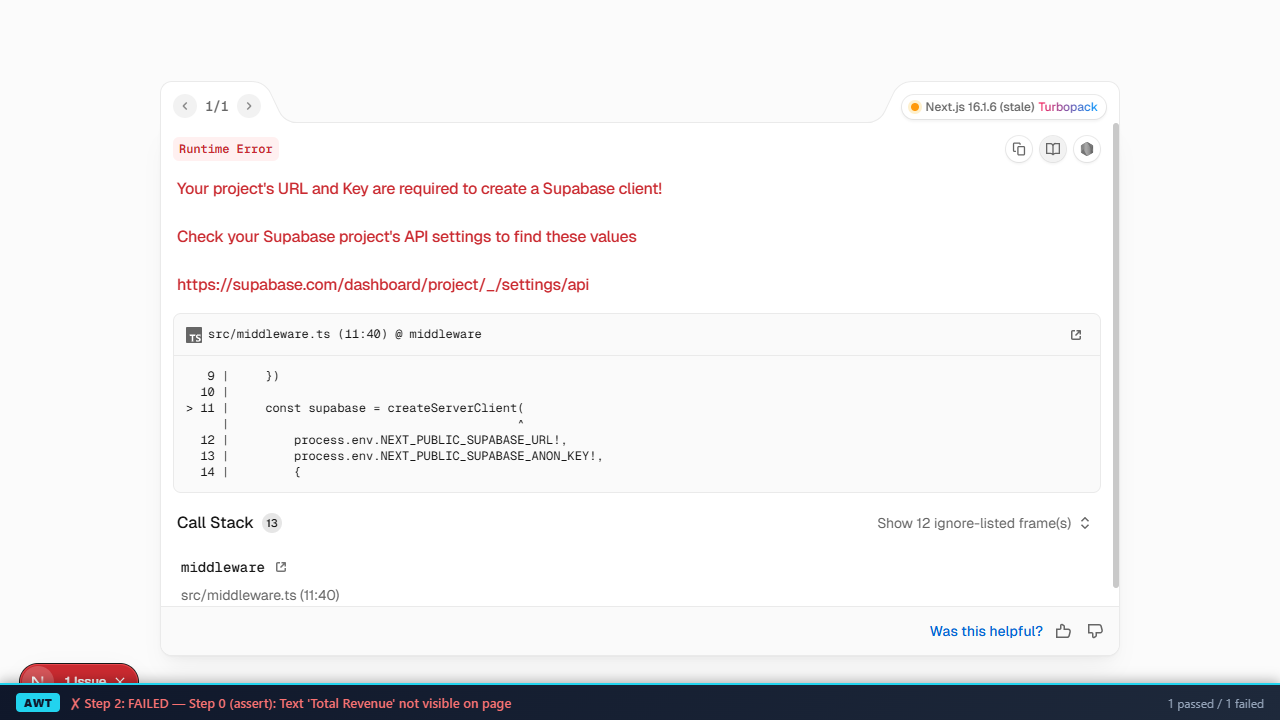 1/1
Next.js 16.1.6 (stale) Turbopack
Runtime Error
Your project's URL and Key are required to create a Supabase client!
Check your Supabase project's API settings to find these values
https://supabase.com/dashboard/project/_/settings/api
TS src/middleware.ts (11:40) @ middleware
9 |     })
10 |
> 11 |     const supabase = createServerClient(
|                                        ^
12 |         process.env.NEXT_PUBLIC_SUPABASE_URL!,
13 |         process.env.NEXT_PUBLIC_SUPABASE_ANON_KEY!,
14 |         {
Call Stack 13
Show 12 ignore-listed frame(s)
middleware
src/middleware.ts (11:40)
Was this helpful?
N 1 Issue
AWT ✗ Step 2: FAILED — Step 0 (assert): Text 'Total Revenue' not visible on page
1 passed / 1 failed